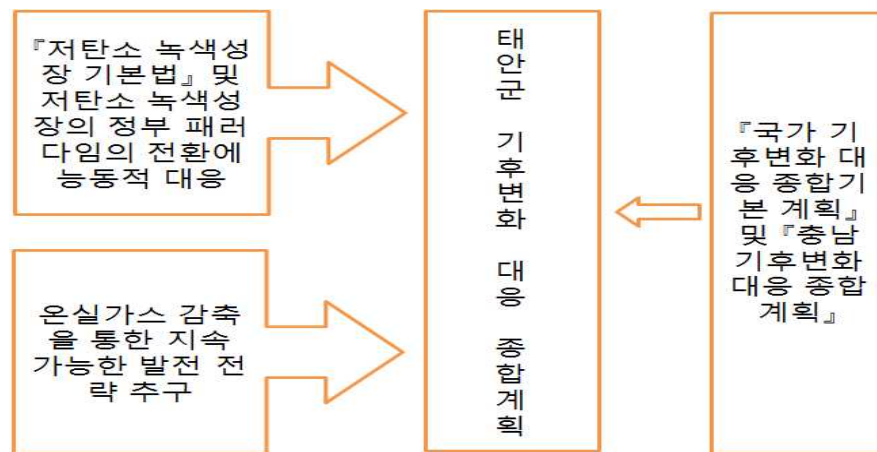 『저탄소 녹색성
장 기본법』 및
저탄소 녹색성
장의 정부 패러
다임의 전환에
능동적 대응
온실가스 감축
을 통한 지속
가능한 발전 전
략 추구
태안군 기후변화 대응 종합계획
『국가 기
후변화 대
응 종합기
본 계획』
및『충남
기후변화
대응 종합
계획』